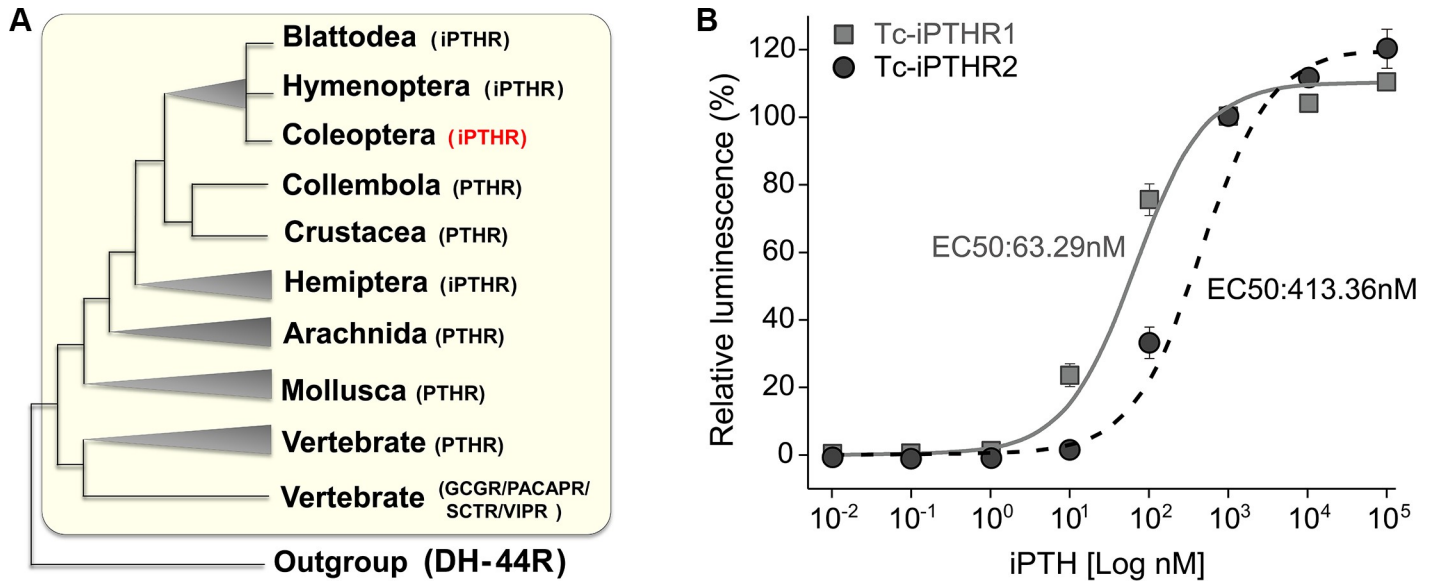 A
Blattodea (iPTHR)
Hymenoptera (iPTHR)
Coleoptera (iPTHR)
Collembola (PTHR)
Crustacea (PTHR)
Hemiptera (iPTHR)
Arachnida (PTHR)
Mollusca (PTHR)
Vertebrate (PTHR)
Vertebrate (GCGR/PACAPR/
SCTR/VIPR )
Outgroup (DH-44R)
B
Relative luminescence (%)
120
100
80
60
40
20
0
Tc-iPTHR1
Tc-iPTHR2
EC50:63.29nM
EC50:413.36nM
10⁻² 10⁻¹ 10⁰ 10¹ 10² 10³ 10⁴ 10⁵
iPTH [Log nM]